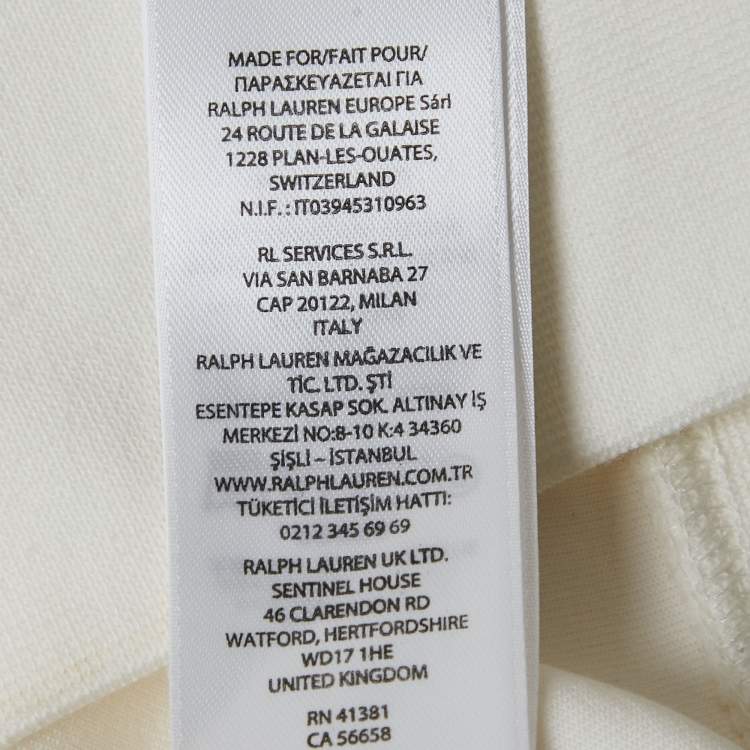 MADE FOR/FAIT POUR/
ΠΑΡΑΣΚΕΥΑΖΕΤΑΙ ΓΙΑ
RALPH LAUREN EUROPE Sárl
24 ROUTE DE LA GALAISE
1228 PLAN-LES-OUATES,
SWITZERLAND
N.I.F. : IT03945310963
RL SERVICES S.R.L.
VIA SAN BARNABA 27
CAP 20122, MILAN
ITALY
RALPH LAUREN MAĞAZACILIK VE
TİC. LTD. ŞTİ
ESENTEPE KASAP SOK. ALTINAY İŞ
MERKEZİ NO:8-10 K:4 34360
ŞİŞLİ – İSTANBUL
WWW.RALPHLAUREN.COM.TR
TÜKETİCİ İLETİŞİM HATTI:
0212 345 69 69
RALPH LAUREN UK LTD.
SENTINEL HOUSE
46 CLARENDON RD
WATFORD, HERTFORDSHIRE
WD17 1HE
UNITED KINGDOM
RN 41381
CA 56658